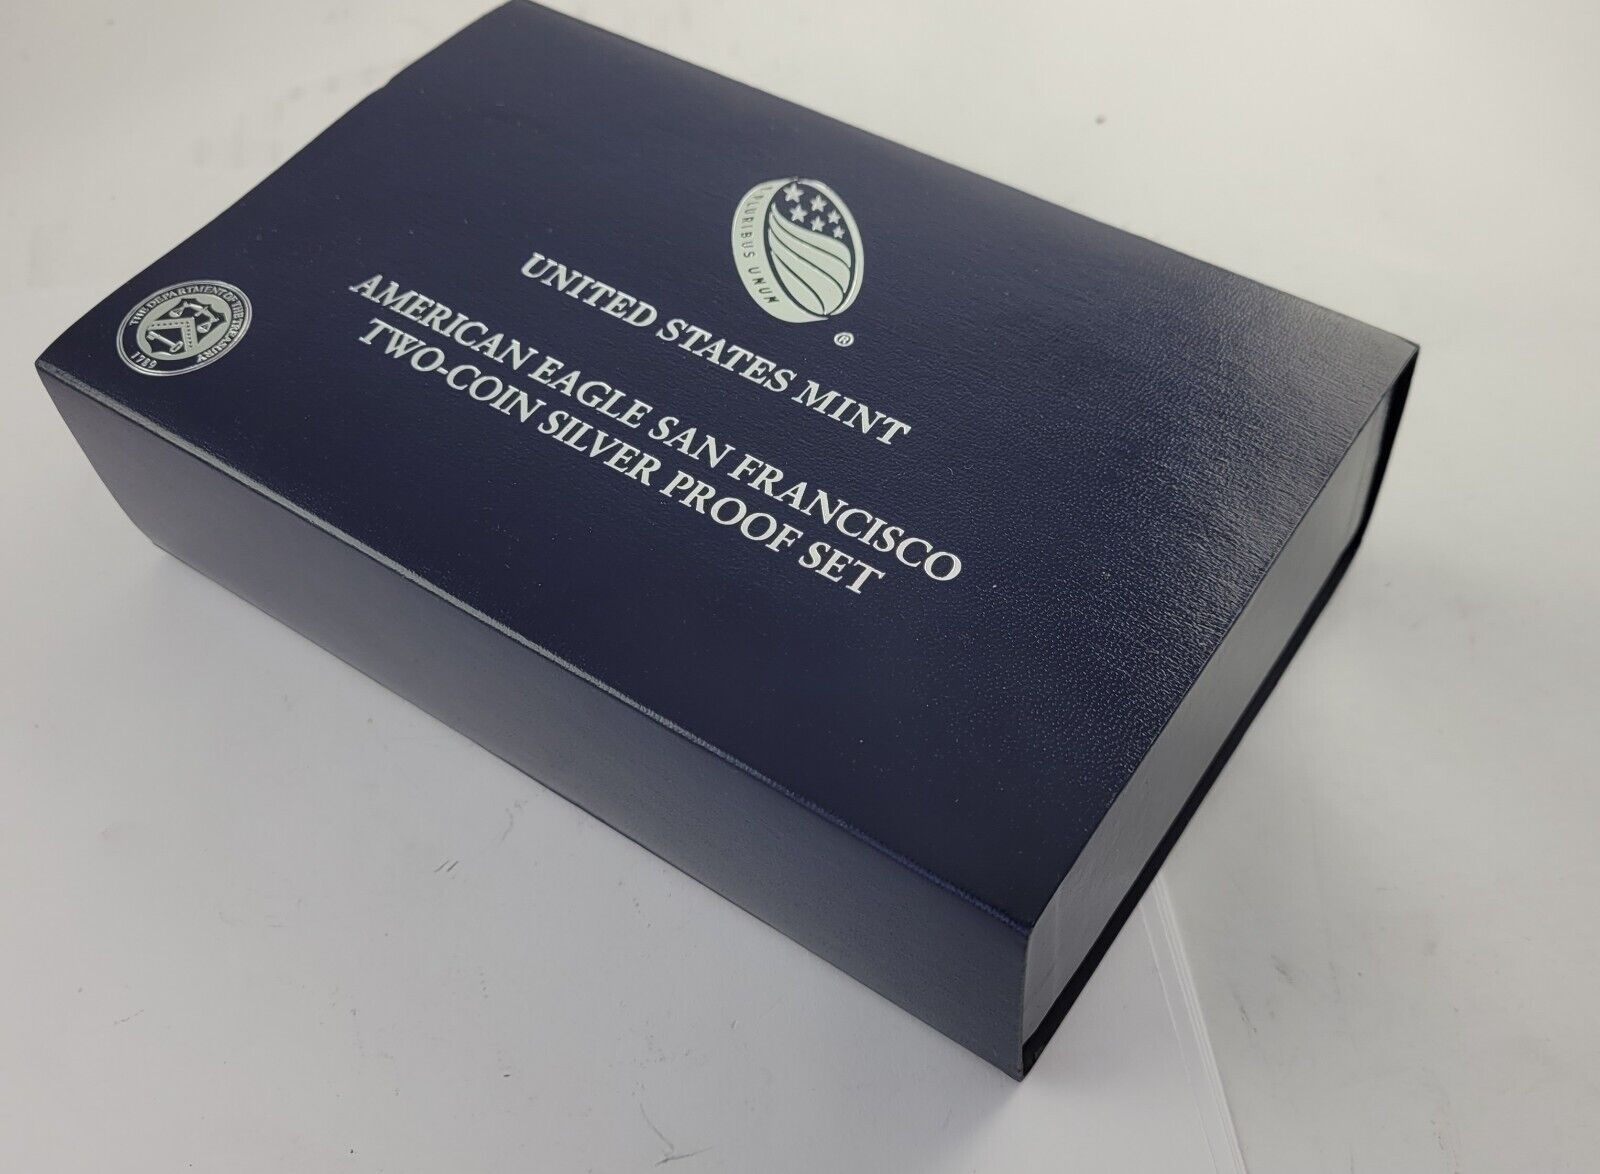 E PLURIBUS UNUM
®
UNITED STATES MINT
AMERICAN EAGLE SAN FRANCISCO
TWO-COIN SILVER PROOF SET
THE DEPARTMENT OF THE TREASURY
1789